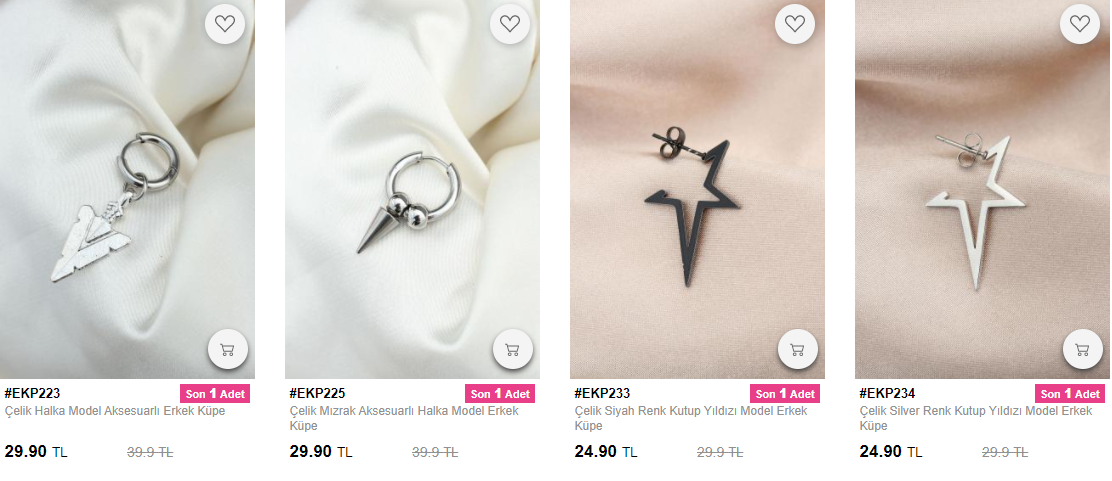 #EKP223
Son 1 Adet
Çelik Halka Model Aksesuarlı Erkek Küpe
29.90 TL
39.9 TL
#EKP225
Son 1 Adet
Çelik Mızrak Aksesuarlı Halka Model Erkek
Küpe
29.90 TL
39.9 TL
#EKP233
Son 1 Adet
Çelik Siyah Renk Kutup Yıldızı Model Erkek
Küpe
24.90 TL
29.9 TL
#EKP234
Son 1 Adet
Çelik Silver Renk Kutup Yıldızı Model Erkek
Küpe
24.90 TL
29.9 TL